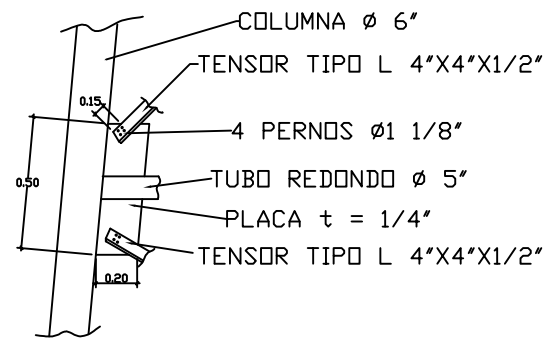 COLUMNA ø 6"
TENSOR TIPO L 4"X4"X1/2"
0.15
4 PERNOS ø1 1/8"
0.50
TUBO REDONDO ø 5"
PLACA t = 1/4"
TENSOR TIPO L 4"X4"X1/2"
0.20